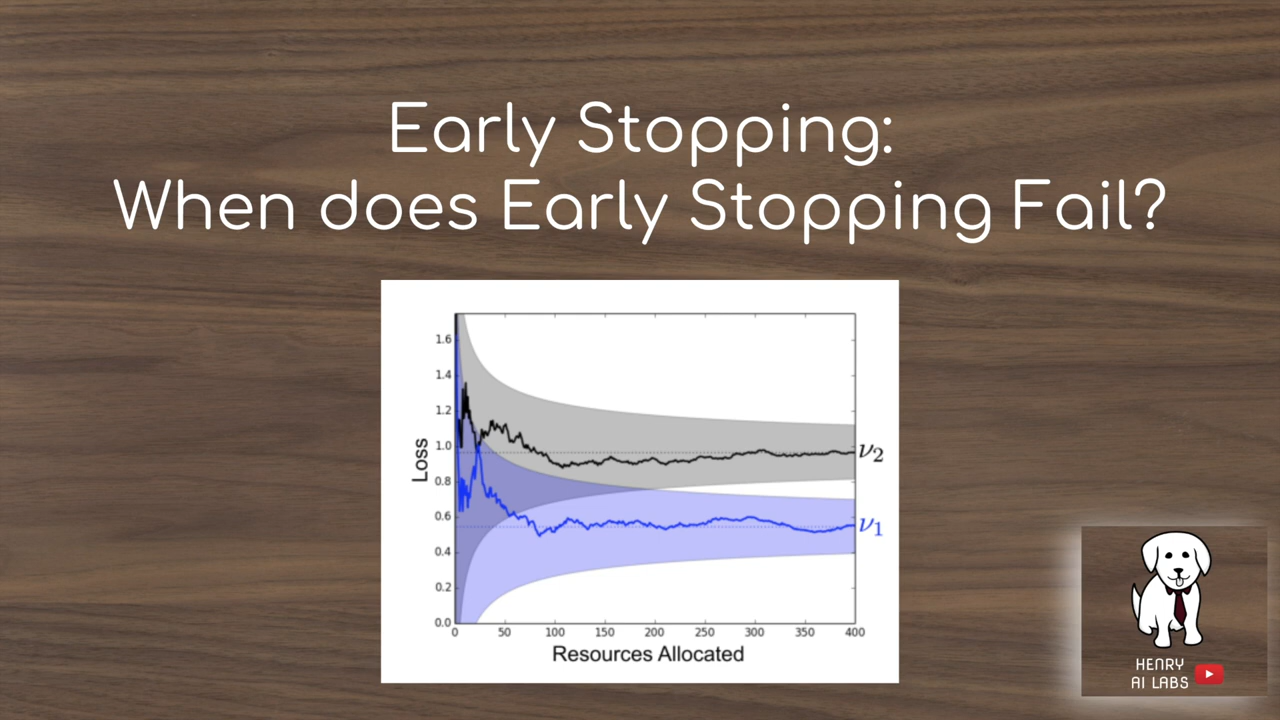 Early Stopping:
When does Early Stopping Fail?
1.6
1.4
1.2
1.0
0.8
0.6
0.4
0.2
0.0
Loss
ν2
ν1
0 50 100 150 200 250 300 350 400
Resources Allocated
HENRY
AI LABS